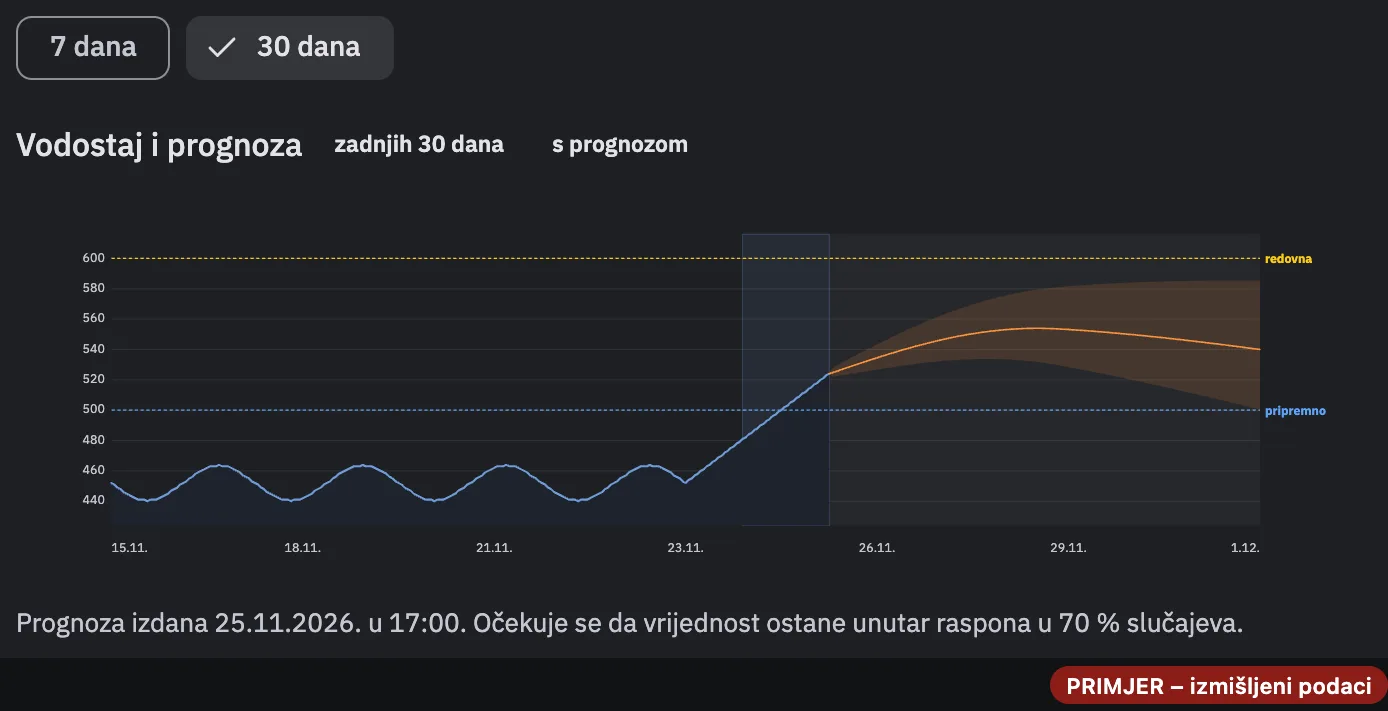 7 dana
30 dana
Vodostaj i prognoza zadnjih 30 dana s prognozom
600 redovna
580
560
540
520
500 pripremno
480
460
440
15.11. 18.11. 21.11. 23.11. 26.11. 29.11. 1.12.
Prognoza izdana 25.11.2026. u 17:00. Očekuje se da vrijednost ostane unutar raspona u 70 % slučajeva.
PRIMJER – izmišljeni podaci